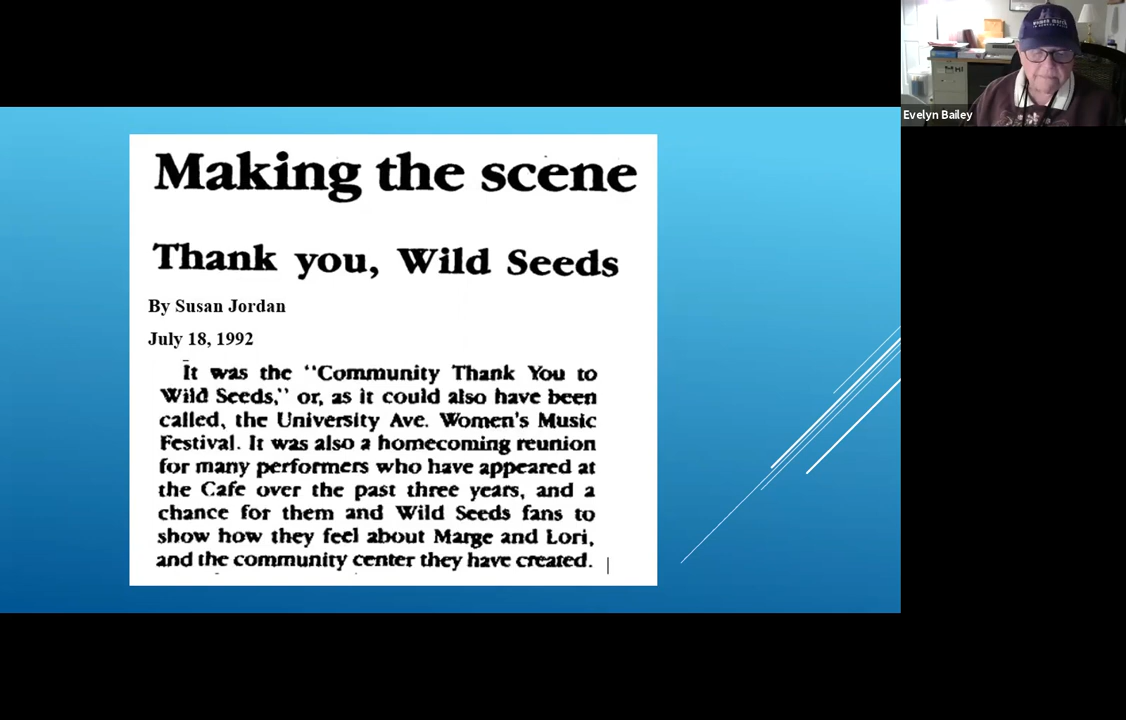 Making the scene
Thank you, Wild Seeds
By Susan Jordan
July 18, 1992
It was the "Community Thank You to
Wild Seeds," or, as it could also have been
called, the University Ave. Women's Music
Festival. It was also a homecoming reunion
for many performers who have appeared at
the Cafe over the past three years, and a
chance for them and Wild Seeds fans to
show how they feel about Marge and Lori,
and the community center they have created.
Evelyn Bailey